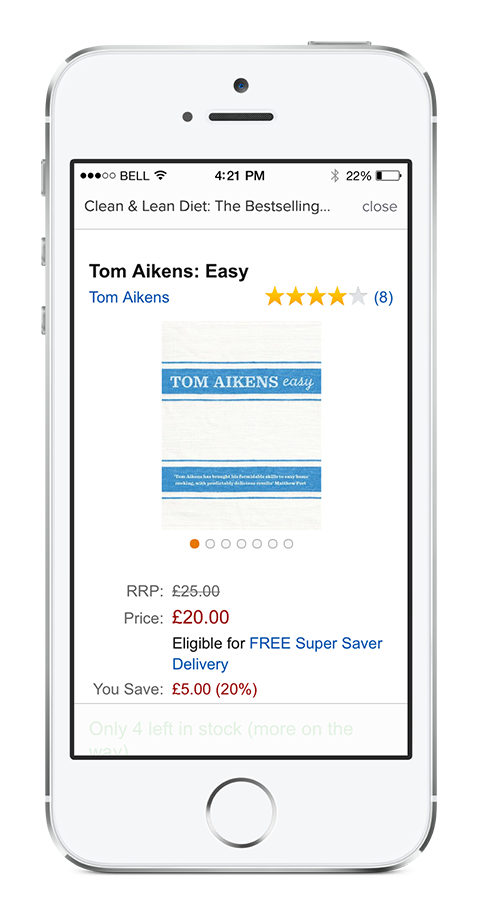 BELL 4:21 PM 22%
Clean & Lean Diet: The Bestselling... close
Tom Aikens: Easy
Tom Aikens (8)
TOM AIKENS easy
'Tom Aikens has brought his formidable skills to easy home
cooking, with predictably delicious results' Matthew Fort
RRP: £25.00
Price: £20.00
Eligible for FREE Super Saver
Delivery
You Save: £5.00 (20%)
Only 4 left in stock (more on the
way)